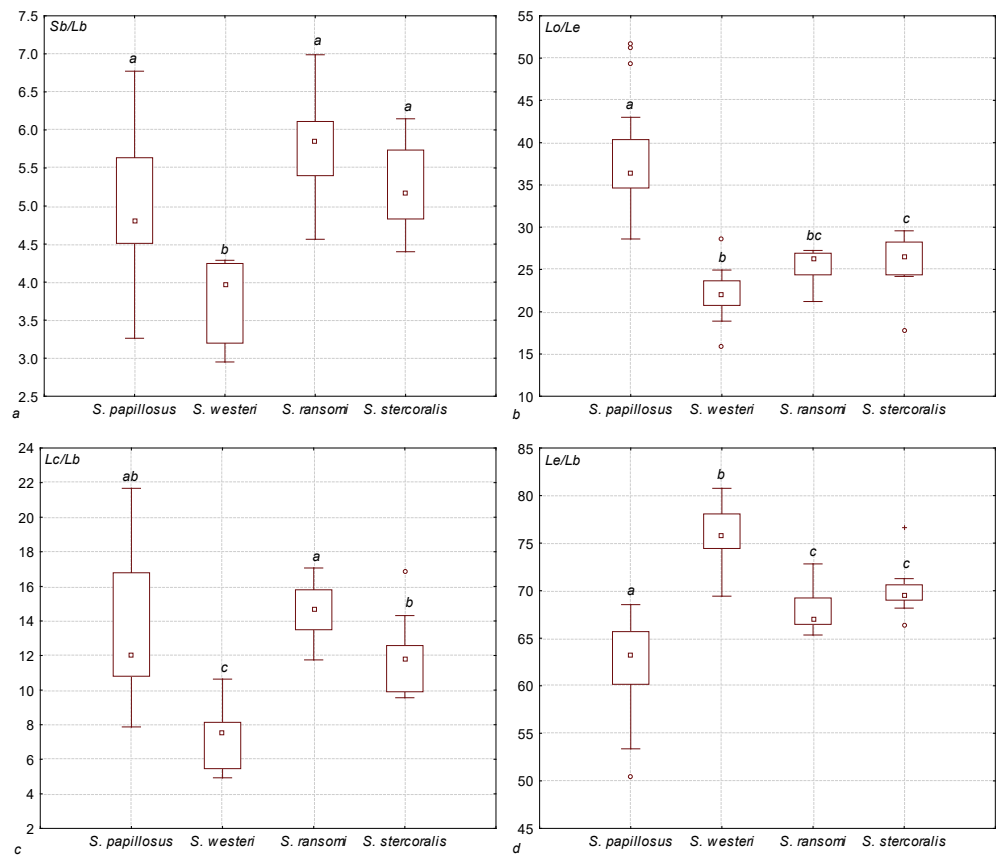 Sb/Lb
7.5
7.0
6.5
6.0
5.5
5.0
4.5
4.0
3.5
3.0
2.5
a
b
a
a
S. papillosus S. westeri S. ransomi S. stercoralis
a
Lo/Le
55
50
45
40
35
30
25
20
15
10
a
b
bc
c
S. papillosus S. westeri S. ransomi S. stercoralis
b
Lc/Lb
24
22
20
18
16
14
12
10
8
6
4
2
ab
c
a
b
S. papillosus S. westeri S. ransomi S. stercoralis
c
Le/Lb
85
80
75
70
65
60
55
50
45
a
b
c
c
S. papillosus S. westeri S. ransomi S. stercoralis
d